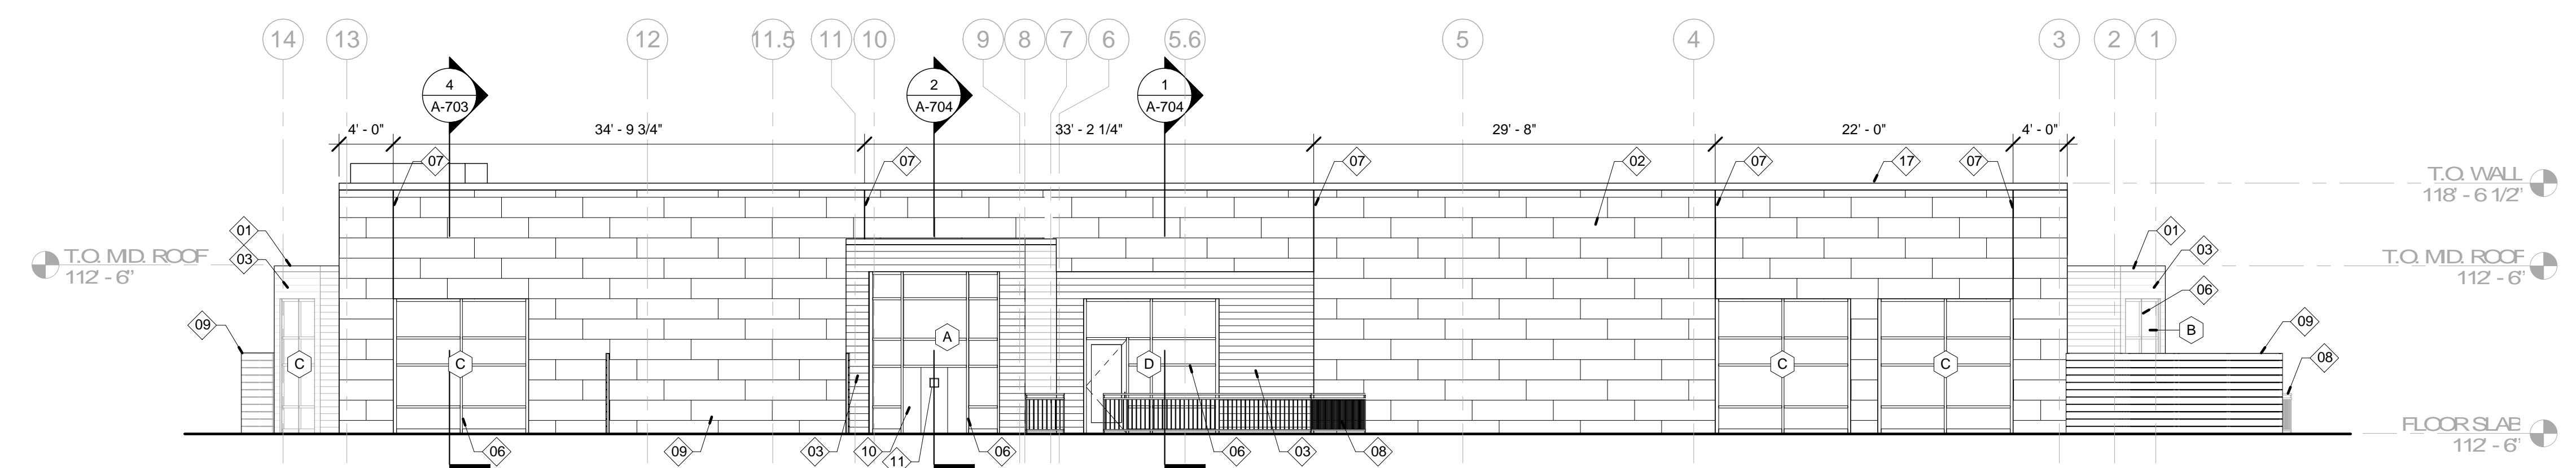 14 13 12 11.5 11 10 9 8 7 6 5.6 5 4 3 2 1
4
A-703
2
A-704
1
A-704
4' - 0" 34' - 9 3/4" 33' - 2 1/4" 29' - 8" 22' - 0" 4' - 0"
07 07 07 02 07 17 07
T.O. WALL
118' - 6 1/2"
01 01
03 03
T.O. MID. ROOF
112' - 6"
T.O. MID. ROOF
112' - 6"
06
09 09
A B
08
C C D C C
FLOOR SLAB
112' - 6"
06 09 03 10 11 06 06 03 08